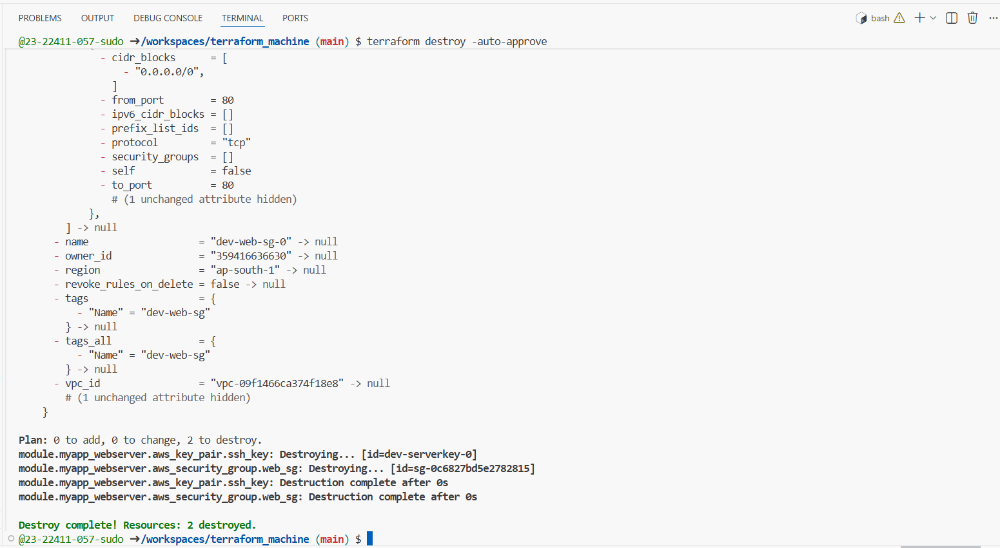 PROBLEMS OUTPUT DEBUG CONSOLE TERMINAL PORTS bash
@23-22411-057-sudo ➜/workspaces/terraform_machine (main) $ terraform destroy -auto-approve
- cidr_blocks = [
- "0.0.0.0/0",
]
- from_port = 80
- ipv6_cidr_blocks = []
- prefix_list_ids = []
- protocol = "tcp"
- security_groups = []
- self = false
- to_port = 80
# (1 unchanged attribute hidden)
},
] -> null
- name = "dev-web-sg-0" -> null
- owner_id = "359416636630" -> null
- region = "ap-south-1" -> null
- revoke_rules_on_delete = false -> null
- tags = {
- "Name" = "dev-web-sg"
} -> null
- tags_all = {
- "Name" = "dev-web-sg"
} -> null
- vpc_id = "vpc-09f1466ca374f18e8" -> null
# (1 unchanged attribute hidden)
}
Plan: 0 to add, 0 to change, 2 to destroy.
module.myapp_webserver.aws_key_pair.ssh_key: Destroying... [id=dev-serverkey-0]
module.myapp_webserver.aws_security_group.web_sg: Destroying... [id=sg-0c6827bd5e2782815]
module.myapp_webserver.aws_key_pair.ssh_key: Destruction complete after 0s
module.myapp_webserver.aws_security_group.web_sg: Destruction complete after 0s
Destroy complete! Resources: 2 destroyed.
@23-22411-057-sudo ➜/workspaces/terraform_machine (main) $